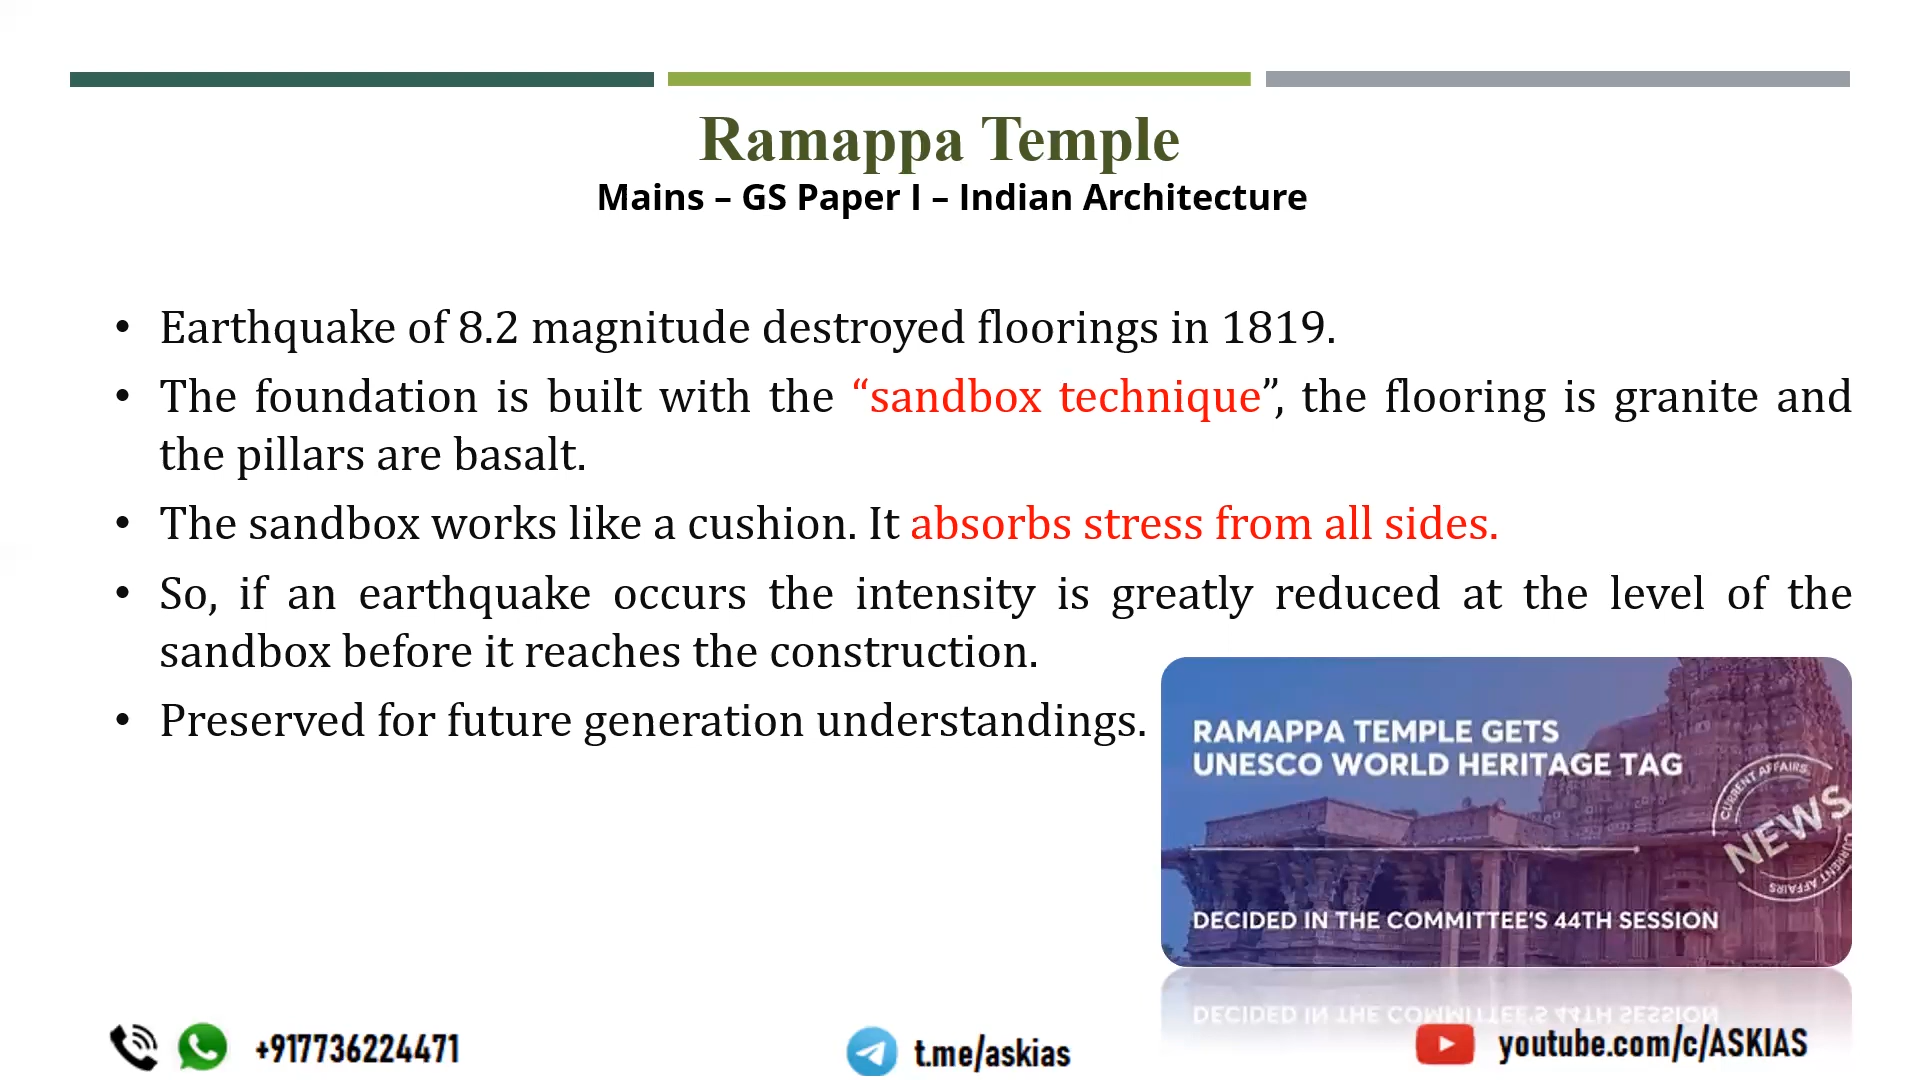 Ramappa Temple
Mains – GS Paper I – Indian Architecture
• Earthquake of 8.2 magnitude destroyed floorings in 1819.
• The foundation is built with the “sandbox technique”, the flooring is granite and
the pillars are basalt.
• The sandbox works like a cushion. It absorbs stress from all sides.
• So, if an earthquake occurs the intensity is greatly reduced at the level of the
sandbox before it reaches the construction.
• Preserved for future generation understandings.
RAMAPPA TEMPLE GETS
UNESCO WORLD HERITAGE TAG
CURRENT AFFAIRS
NEWS
CURRENT AFFAIRS
DECIDED IN THE COMMITTEE'S 44TH SESSION
+917736224471
t.me/askias
youtube.com/c/ASKIAS